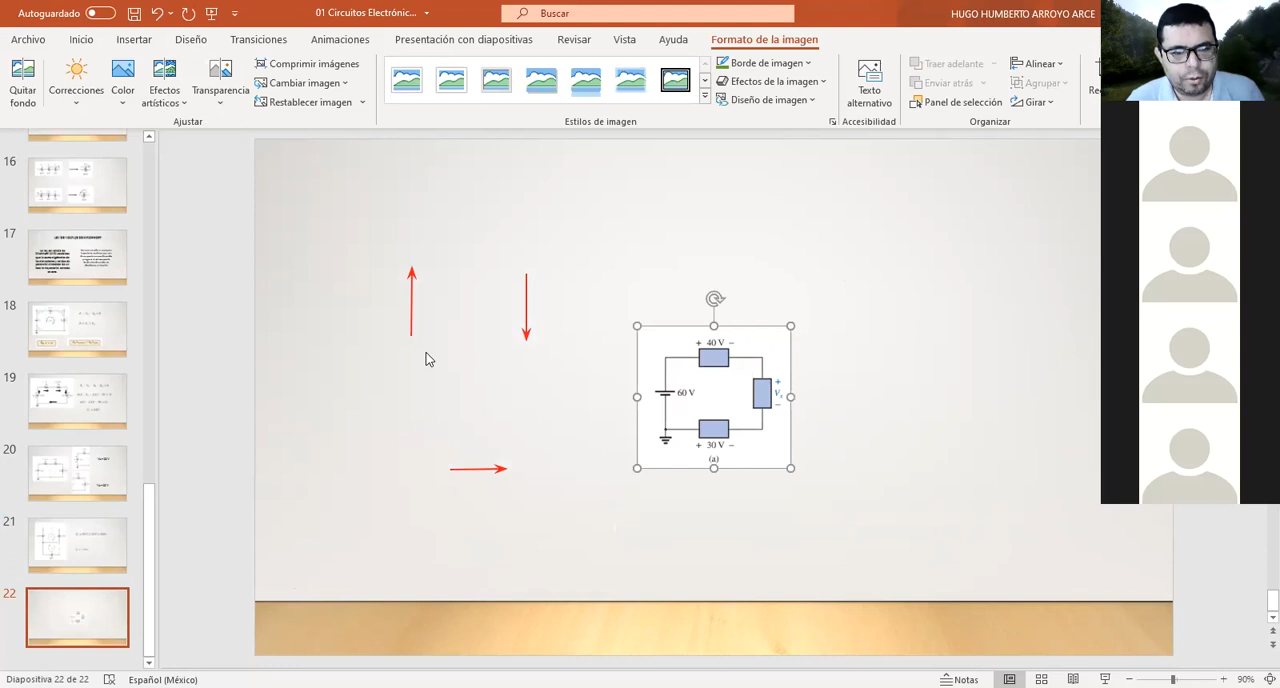 Autoguardado
01 Circuitos Electrónic...
Buscar
HUGO HUMBERTO ARROYO ARCE
Archivo
Inicio
Insertar
Diseño
Transiciones
Animaciones
Presentación con diapositivas
Revisar
Vista
Ayuda
Formato de la imagen
Quitar fondo
Correcciones
Color
Efectos artísticos
Transparencia
Comprimir imágenes
Cambiar imagen
Restablecer imagen
Ajustar
Estilos de imagen
Borde de imagen
Efectos de la imagen
Diseño de imagen
Texto alternativo
Accesibilidad
Traer adelante
Enviar atrás
Panel de selección
Alinear
Agrupar
Girar
Organizar
16
17
18
19
20
21
22
+ 40 V −
60 V
+
Vx
−
+ 30 V −
(a)
Diapositiva 22 de 22
Español (México)
Notas
90%